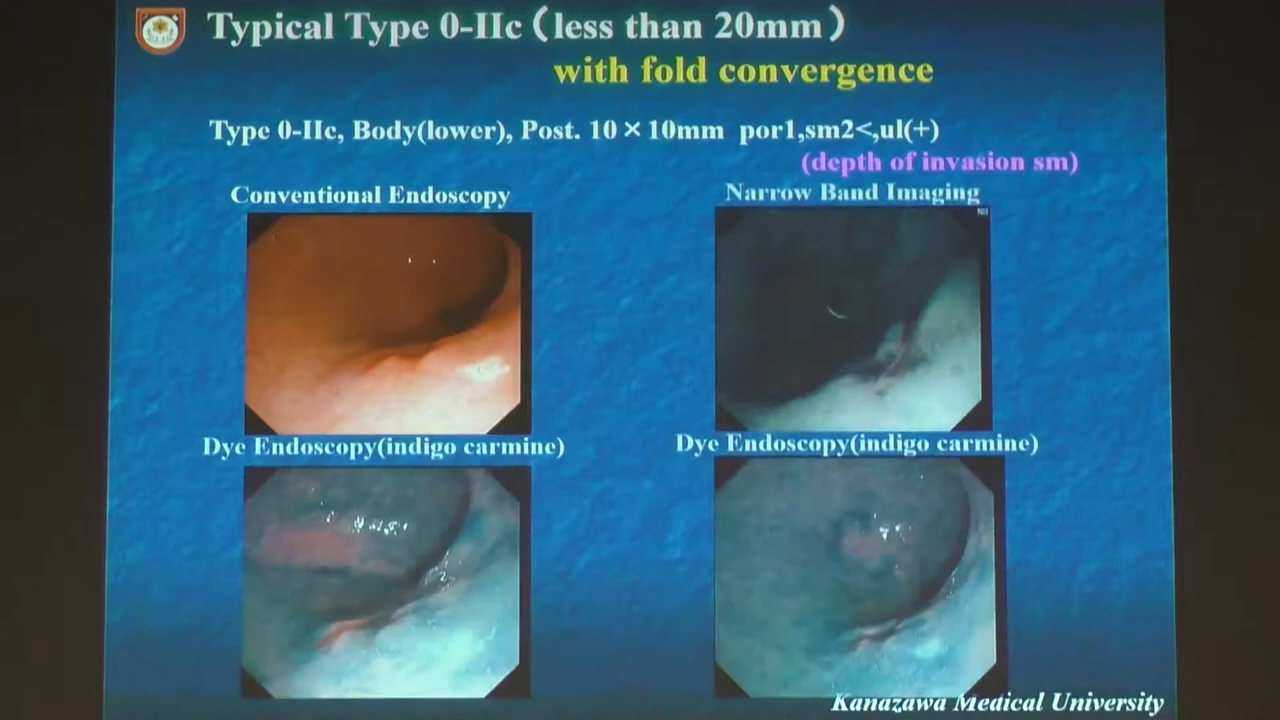 Typical Type 0-IIc (less than 20mm)
with fold convergence
Type 0-IIc, Body(lower), Post. 10×10mm por1,sm2<,ul(+)
(depth of invasion sm)
Conventional Endoscopy
Narrow Band Imaging
NBI
Dye Endoscopy(indigo carmine)
Dye Endoscopy(indigo carmine)
Kanazawa Medical University